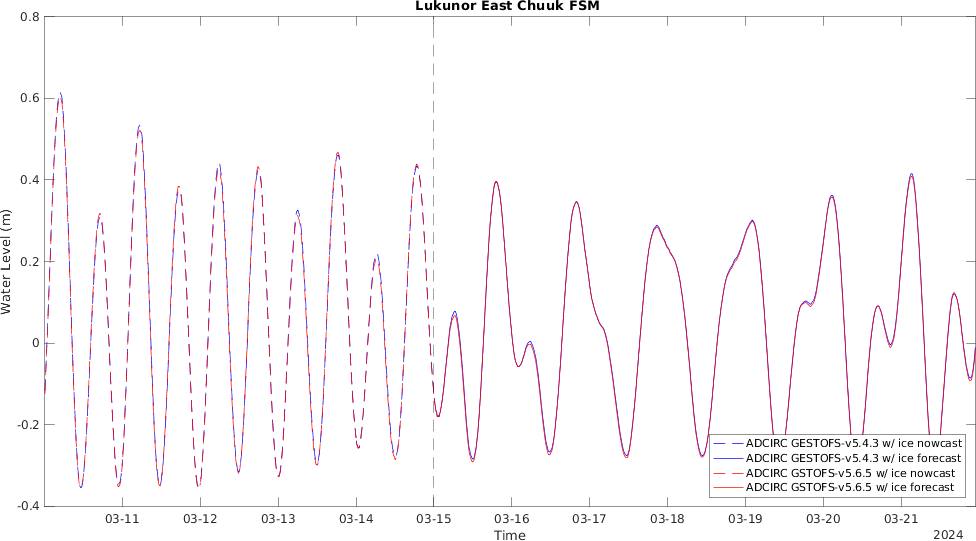 Lukunor East Chuuk FSM
0.8
0.6
0.4
0.2
0
-0.2
-0.4
Water Level (m)
ADCIRC GESTOFS-v5.4.3 w/ ice nowcast
ADCIRC GESTOFS-v5.4.3 w/ ice forecast
ADCIRC GSTOFS-v5.6.5 w/ ice nowcast
ADCIRC GSTOFS-v5.6.5 w/ ice forecast
03-11 03-12 03-13 03-14 03-15 03-16 03-17 03-18 03-19 03-20 03-21
Time
2024